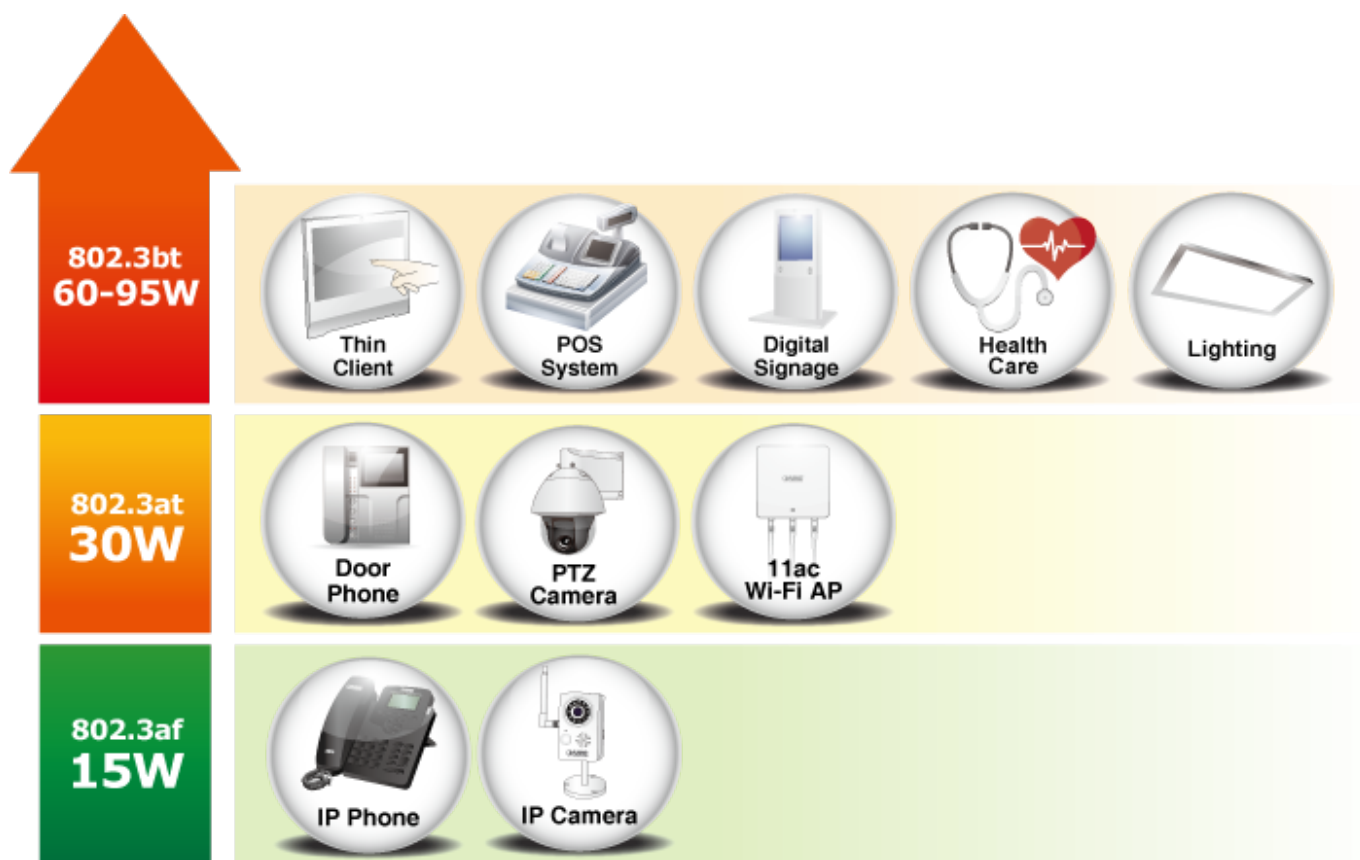 802.3bt
60-95W
Thin
Client
POS
System
Digital
Signage
Health
Care
Lighting
802.3at
30W
Door
Phone
PTZ
Camera
11ac
Wi-Fi AP
802.3af
15W
IP Phone
IP Camera